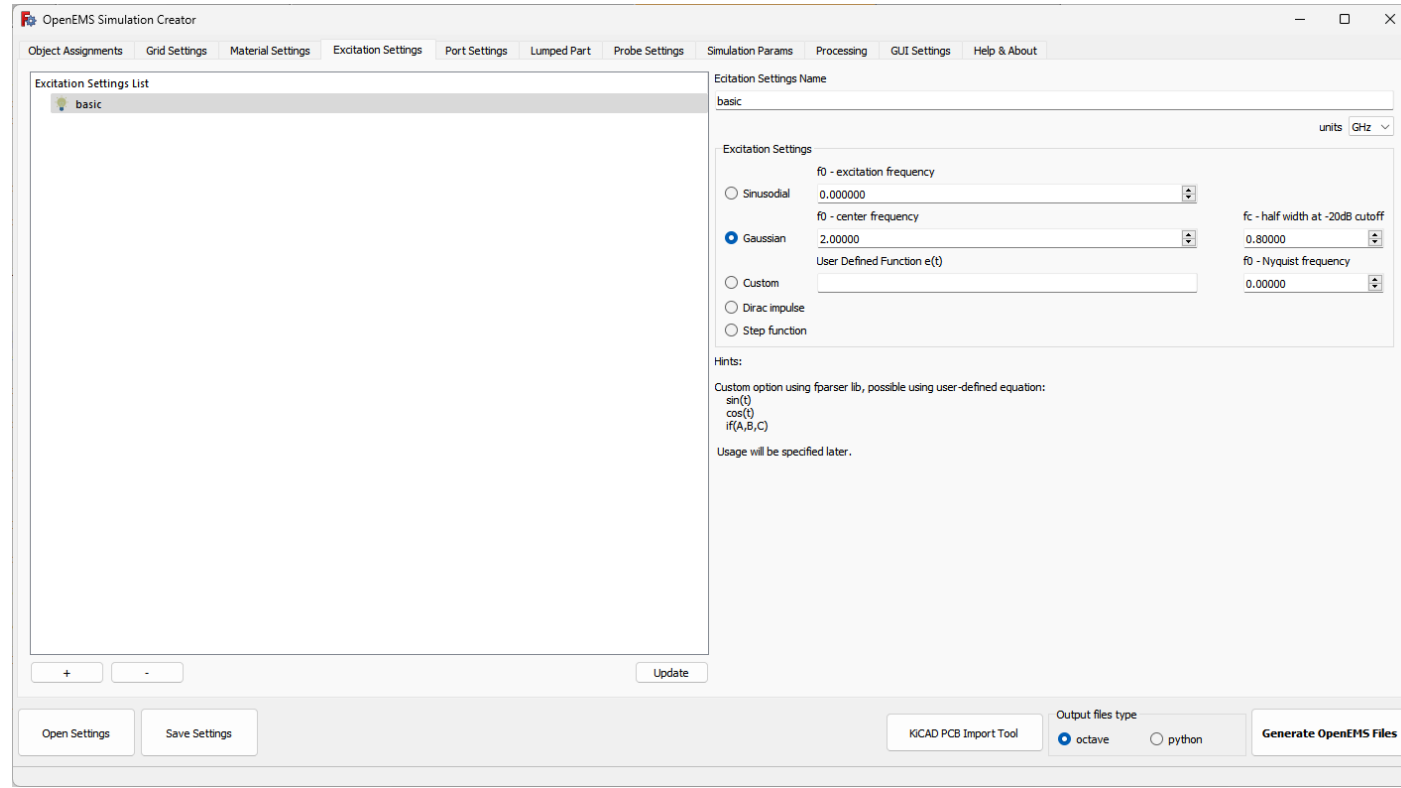 OpenEMS Simulation Creator
Object Assignments Grid Settings Material Settings Excitation Settings Port Settings Lumped Part Probe Settings Simulation Params Processing GUI Settings Help & About
Excitation Settings List
basic
Ecitation Settings Name
basic
units GHz
Excitation Settings
f0 - excitation frequency
Sinusodial 0.000000
f0 - center frequency fc - half width at -20dB cutoff
Gaussian 2.00000 0.80000
User Defined Function e(t) f0 - Nyquist frequency
Custom 0.00000
Dirac impulse
Step function
Hints:
Custom option using fparser lib, possible using user-defined equation:
sin(t)
cos(t)
if(A,B,C)
Usage will be specified later.
+ - Update
Open Settings Save Settings KiCAD PCB Import Tool Output files type octave python Generate OpenEMS Files